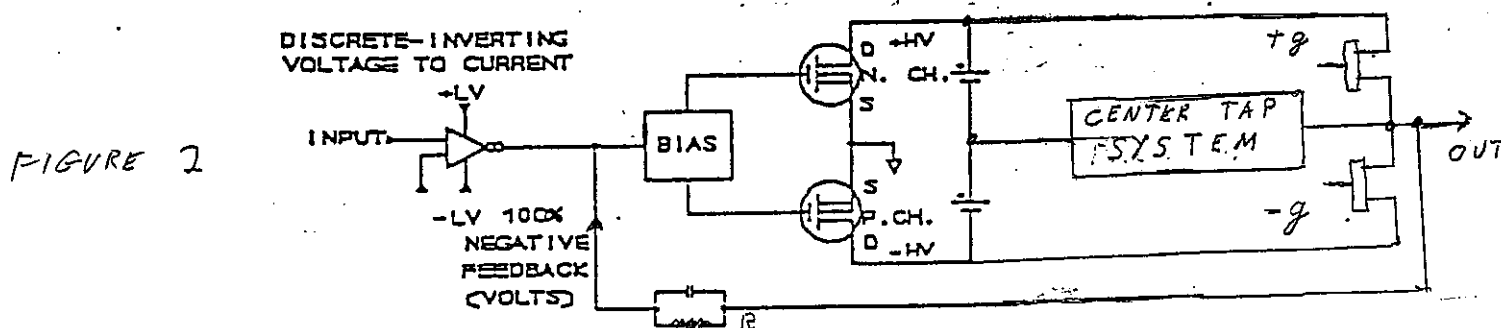 DISCRETE-INVERTING
VOLTAGE TO CURRENT
+LV
INPUT
-LV 100%
NEGATIVE
FEEDBACK
(VOLTS)
FIGURE 2
BIAS
D +HV
N. CH.
S
S
P.CH.
D -HV
CENTER TAP
SYSTEM
+g
-g
OUT
R